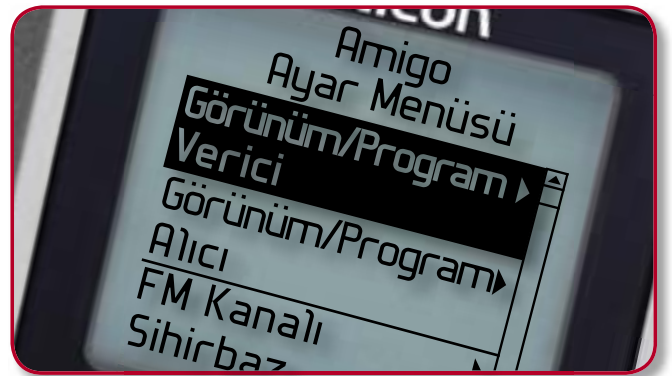 Amigo
Ayar Menüsü
Görünüm/Program
Verici
Görünüm/Program
Alıcı
FM Kanalı
Sihirbaz